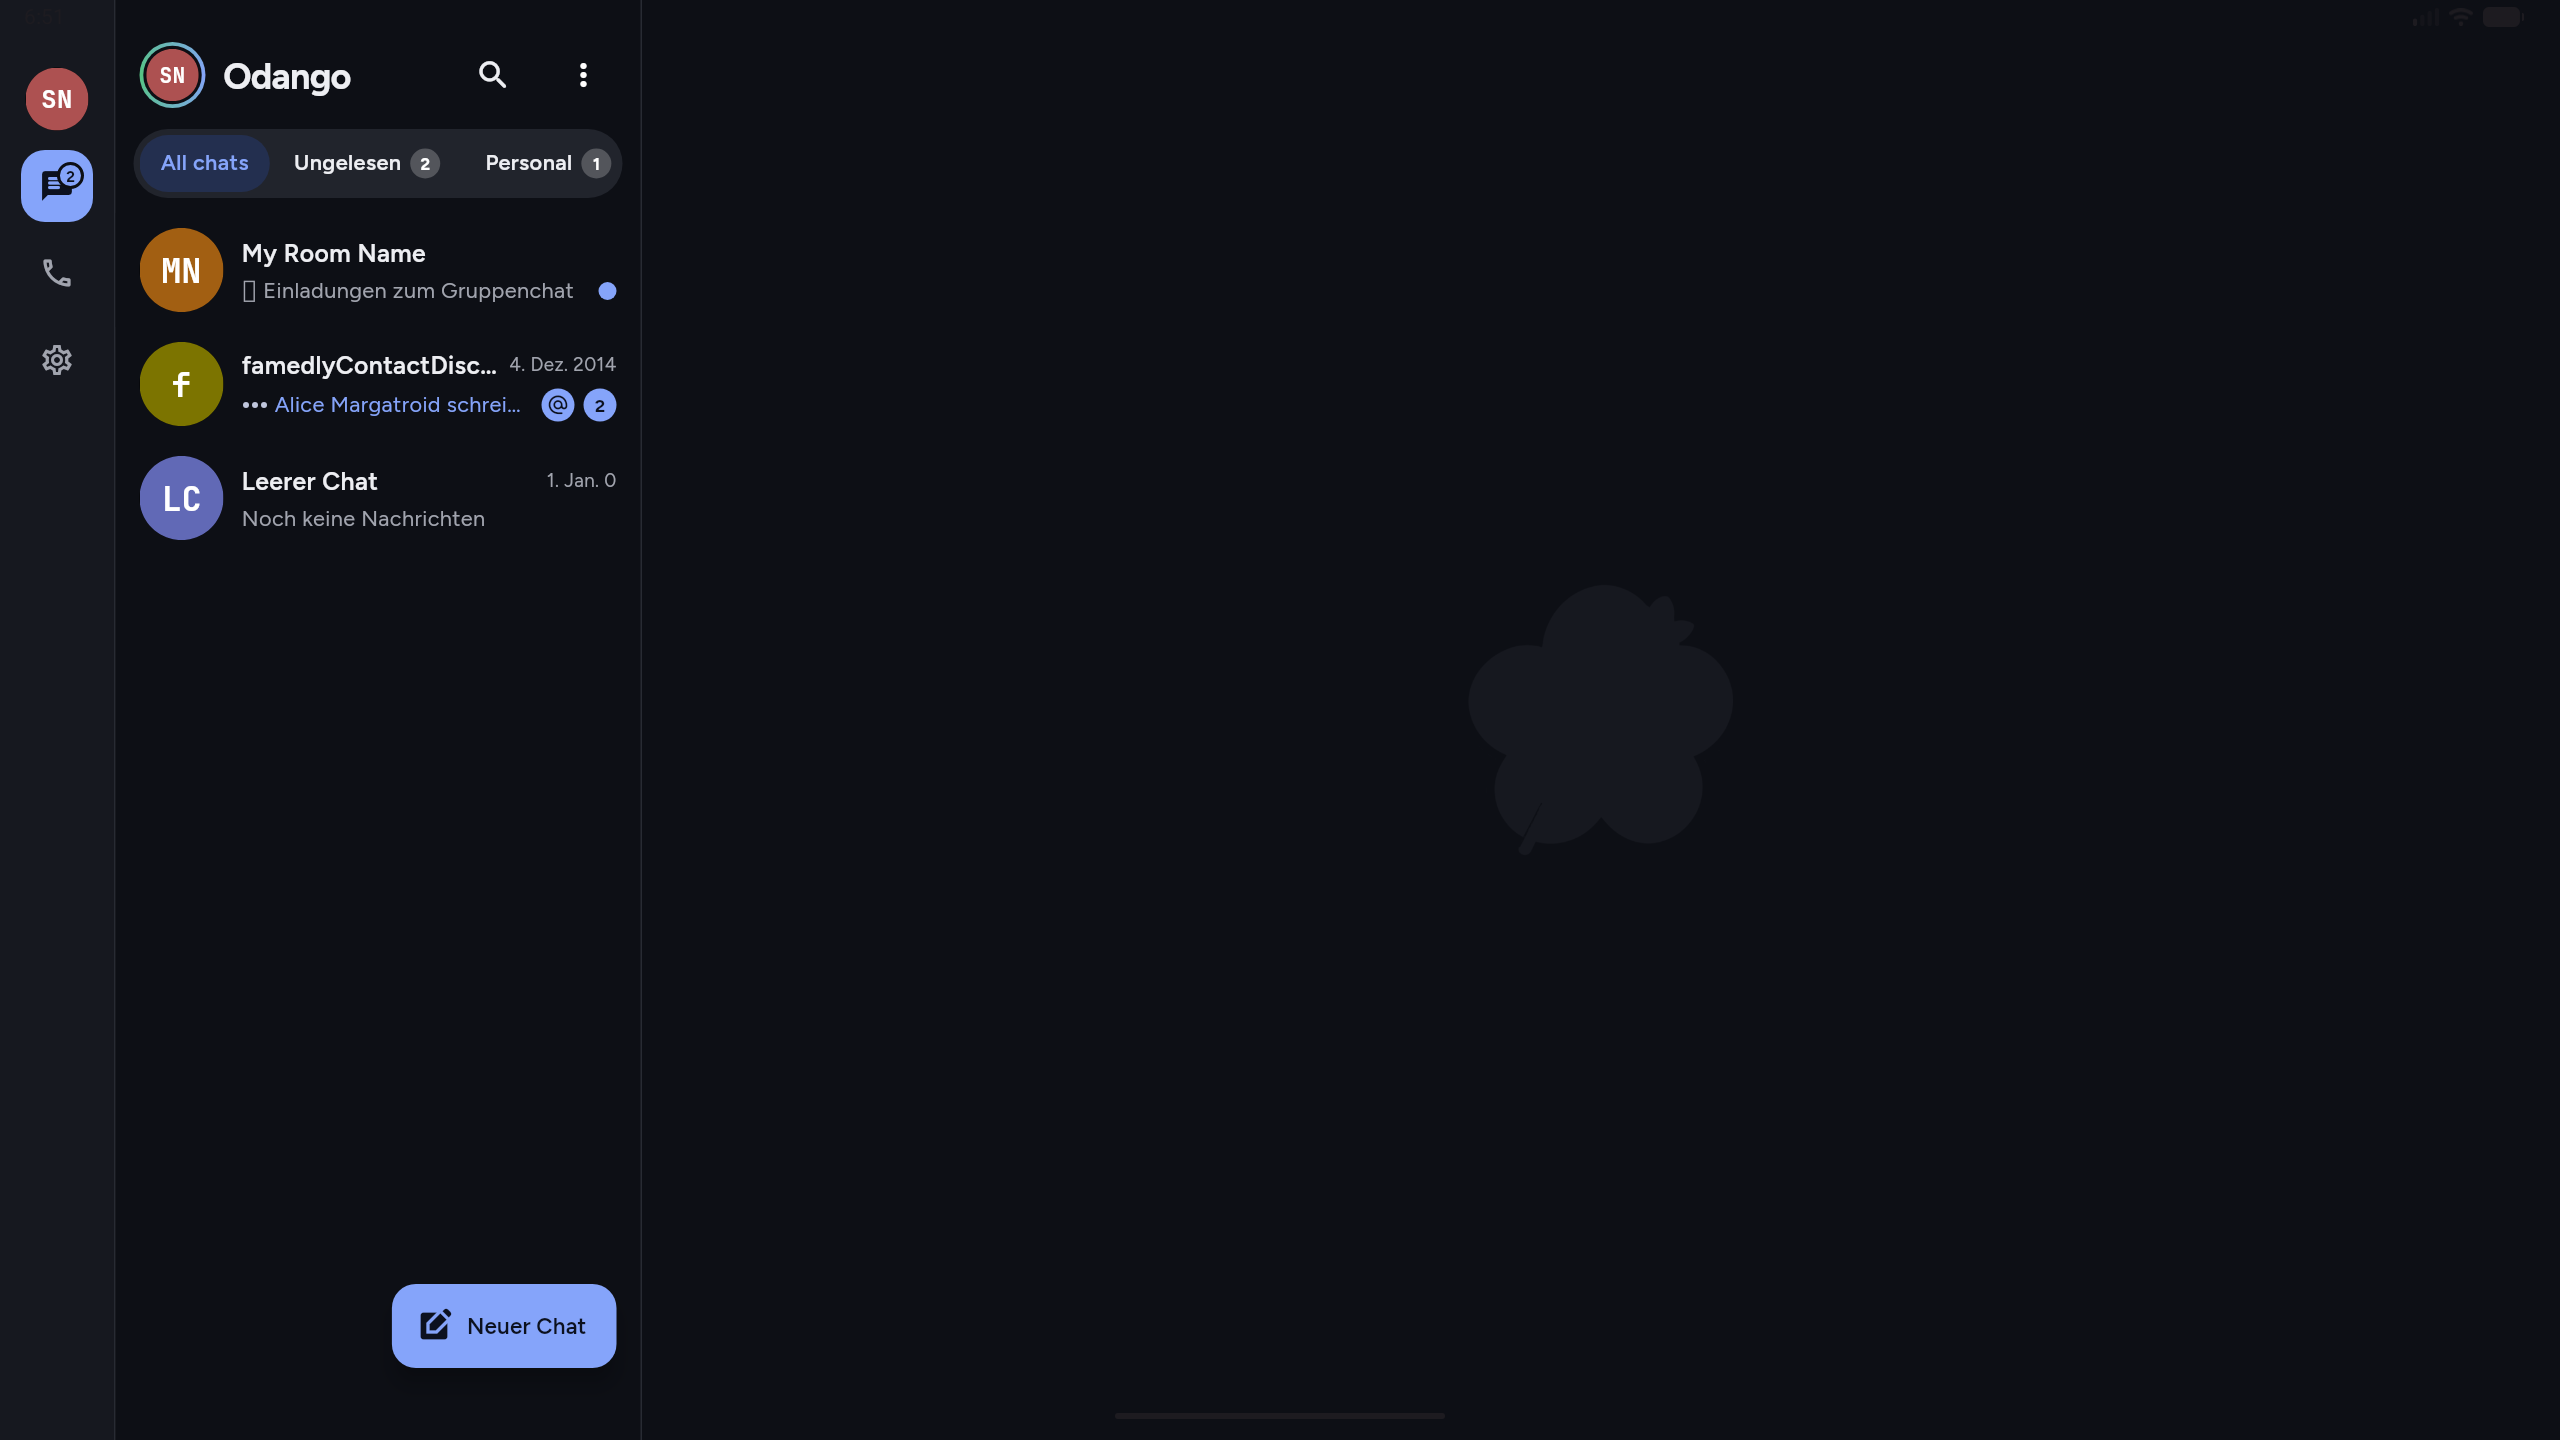 SN
2
SN
Odango
All chats
Ungelesen 2
Personal 1
MN
My Room Name
Einladungen zum Gruppenchat
f
famedlyContactDisc...
4. Dez. 2014
••• Alice Margatroid schrei...
@ 2
LC
Leerer Chat
1. Jan. 0
Noch keine Nachrichten
Neuer Chat